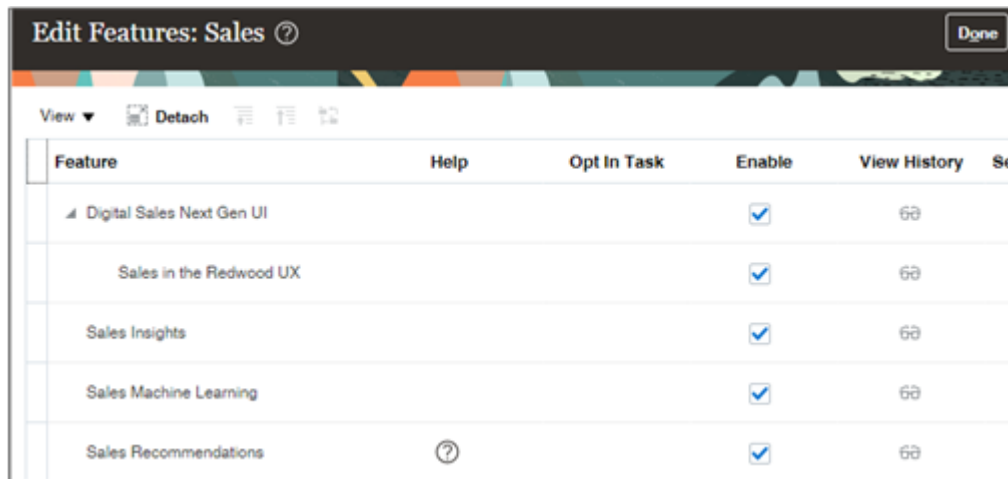 Edit Features: Sales ?
Done
View ▼ Detach
Feature Help Opt In Task Enable View History Se
Digital Sales Next Gen UI
Sales in the Redwood UX
Sales Insights
Sales Machine Learning
Sales Recommendations ?